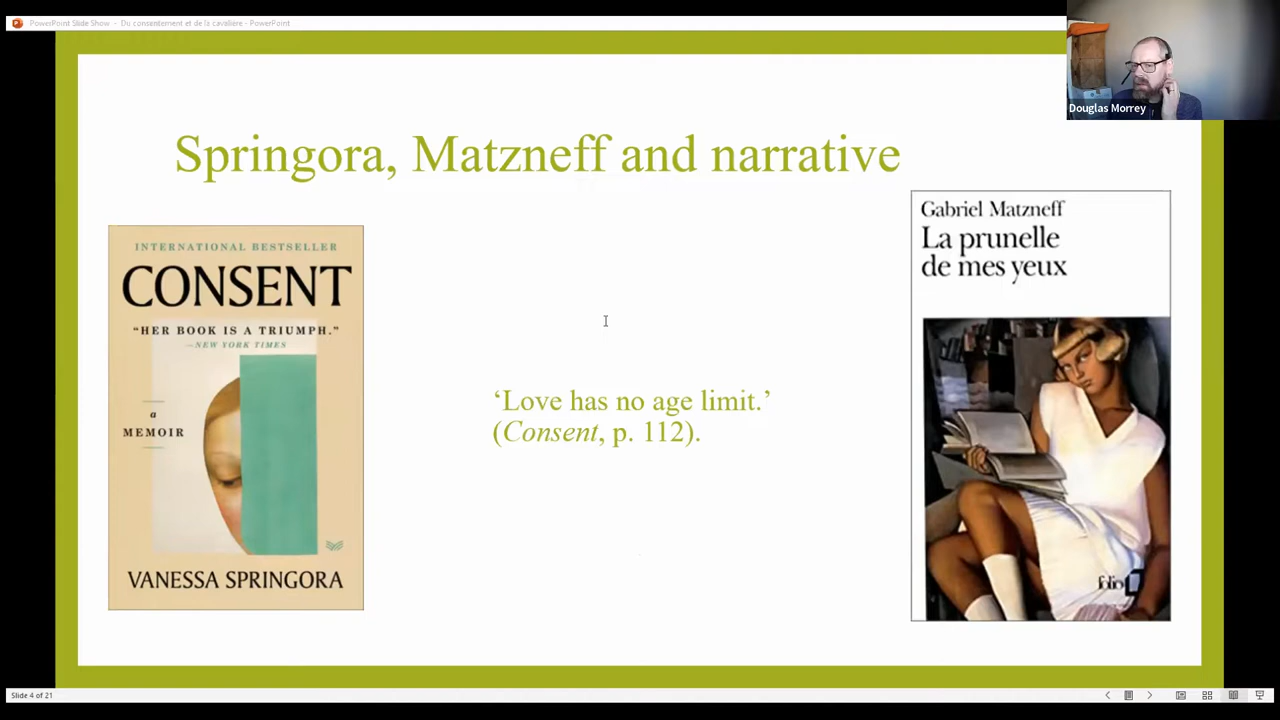 PowerPoint Slide Show - Du consentement et de la cavalière - PowerPoint
Douglas Morrey
Springora, Matzneff and narrative
INTERNATIONAL BESTSELLER
CONSENT
“HER BOOK IS A TRIUMPH.”
—NEW YORK TIMES
a
MEMOIR
VANESSA SPRINGORA
‘Love has no age limit.’
(Consent, p. 112).
Gabriel Matzneff
La prunelle
de mes yeux
folio
Slide 4 of 21